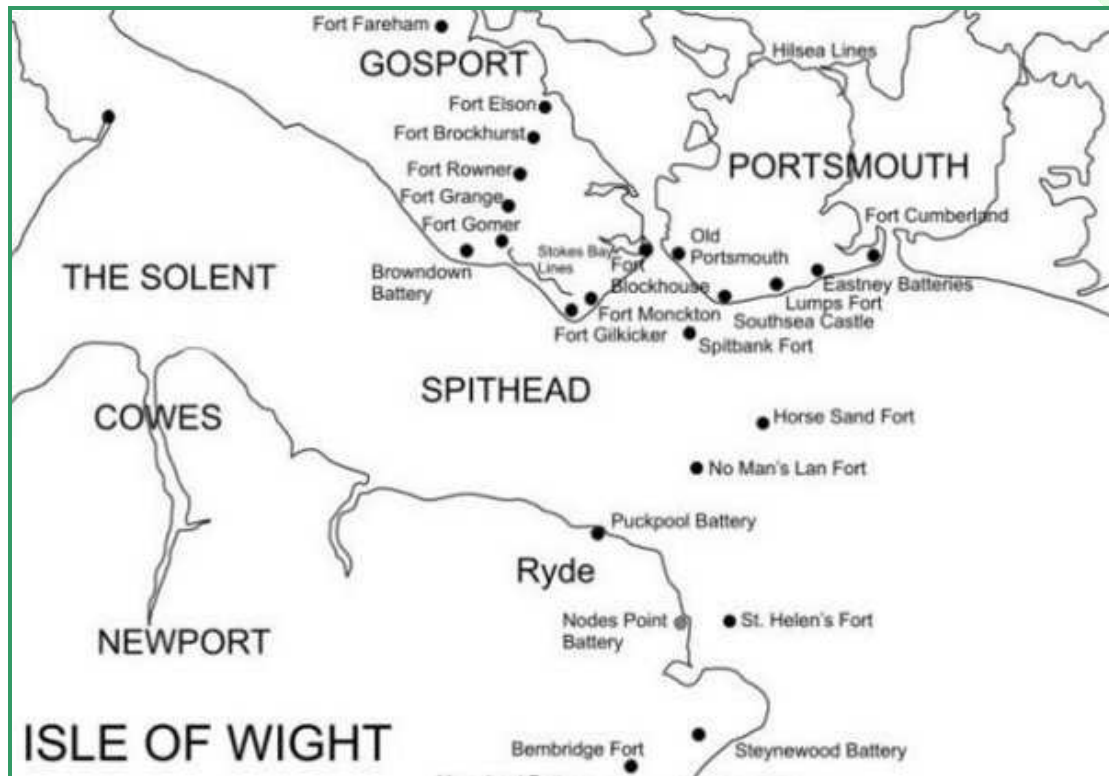 Fort Fareham
GOSPORT
Hilsea Lines
Fort Elson
Fort Brockhurst
PORTSMOUTH
Fort Rowner
Fort Grange
Fort Cumberland
Fort Gomer
Old
Portsmouth
Stokes Bay
Lines
Fort
Blockhouse
THE SOLENT
Browndown
Battery
Eastney Batteries
Lumps Fort
Fort Monckton
Southsea Castle
Fort Gilkicker
Spitbank Fort
SPITHEAD
COWES
Horse Sand Fort
No Man's Lan Fort
Puckpool Battery
Ryde
Nodes Point
Battery
St. Helen's Fort
NEWPORT
ISLE OF WIGHT
Bembridge Fort
Steynewood Battery